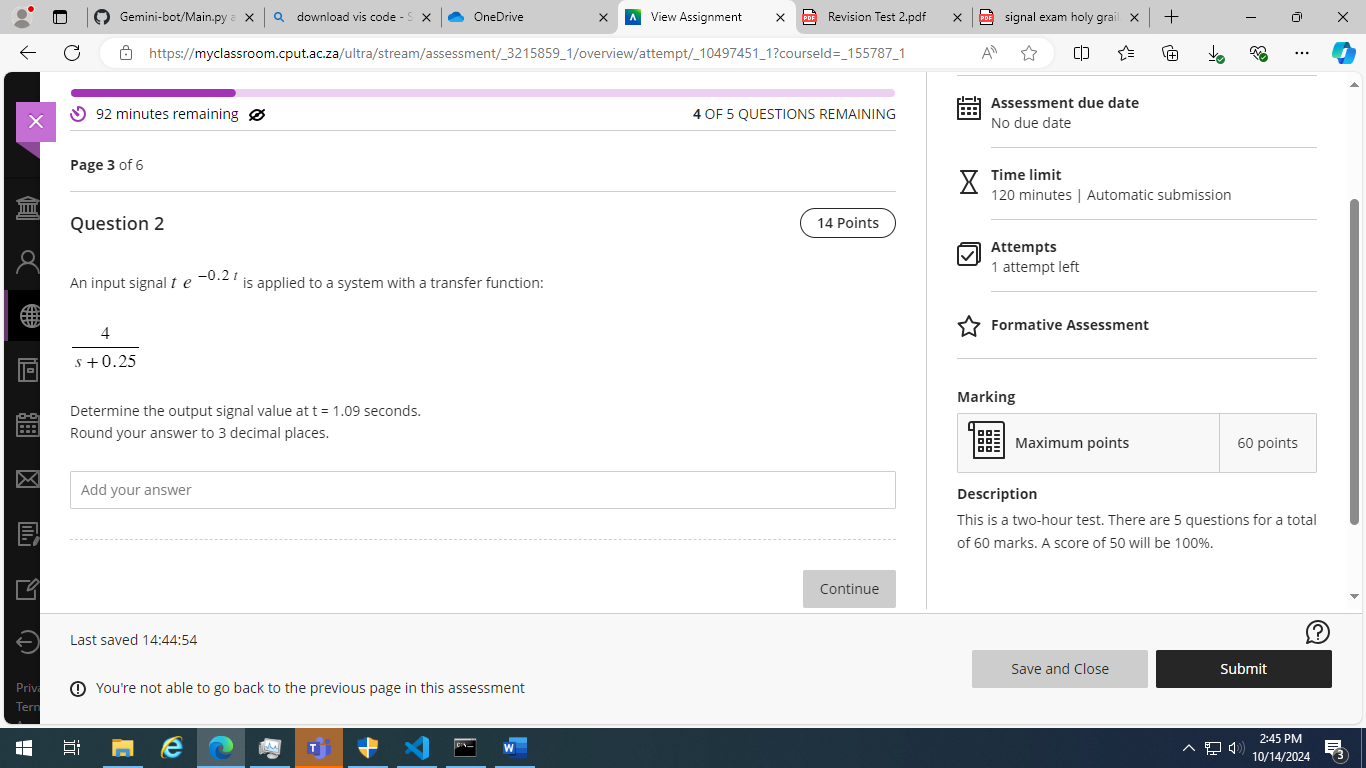 Gemini-bot/Main.py a
download vis code - S
OneDrive
View Assignment
Revision Test 2.pdf
signal exam holy grail
https://myclassroom.cput.ac.za/ultra/stream/assessment/_3215859_1/overview/attempt/_10497451_1?courseId=_155787_1
92 minutes remaining
4 OF 5 QUESTIONS REMAINING
Page 3 of 6
Question 2
14 Points
An input signal t e^{-0.2 t} is applied to a system with a transfer function:
4
s + 0.25
Determine the output signal value at t = 1.09 seconds.
Round your answer to 3 decimal places.
Add your answer
Continue
Assessment due date
No due date
Time limit
120 minutes | Automatic submission
Attempts
1 attempt left
Formative Assessment
Marking
Maximum points
60 points
Description
This is a two-hour test. There are 5 questions for a total
of 60 marks. A score of 50 will be 100%.
Priva
Tern
Last saved 14:44:54
You're not able to go back to the previous page in this assessment
Save and Close
Submit
2:45 PM
10/14/2024
3